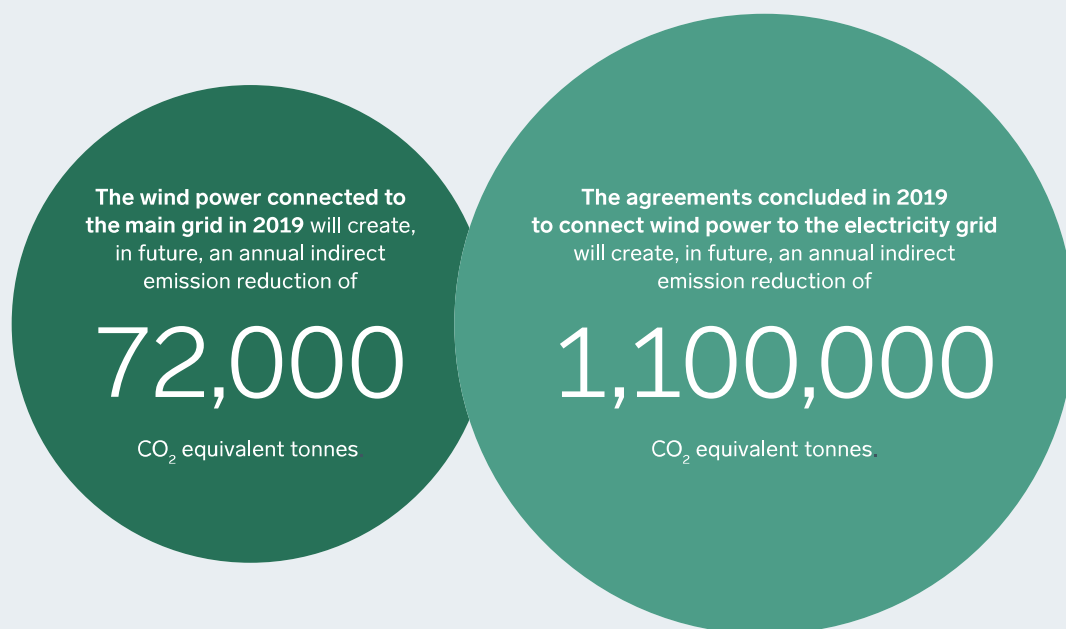 The wind power connected to
the main grid in 2019 will create,
in future, an annual indirect
emission reduction of
72,000
CO₂ equivalent tonnes.
The agreements concluded in 2019
to connect wind power to the electricity grid
will create, in future, an annual indirect
emission reduction of
1,100,000
CO₂ equivalent tonnes.